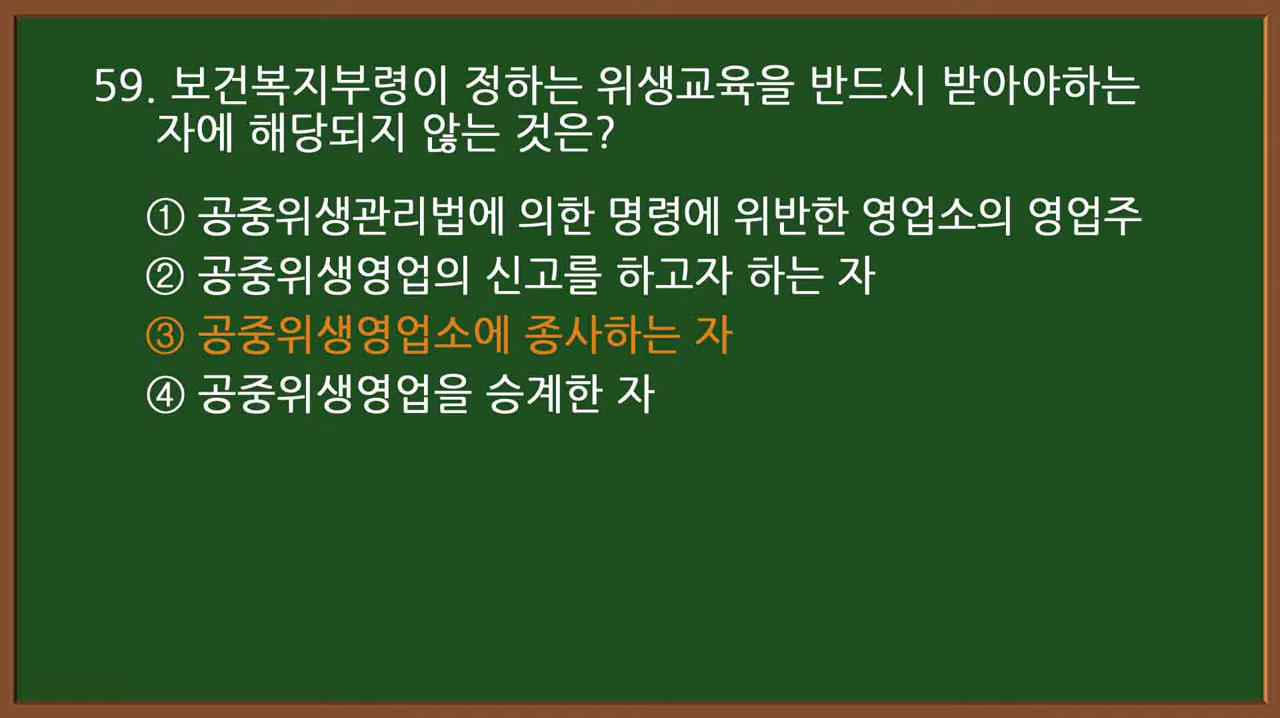 59. 보건복지부령이 정하는 위생교육을 반드시 받아야하는
자에 해당되지 않는 것은?
① 공중위생관리법에 의한 명령에 위반한 영업소의 영업주
② 공중위생영업의 신고를 하고자 하는 자
③ 공중위생영업소에 종사하는 자
④ 공중위생영업을 승계한 자